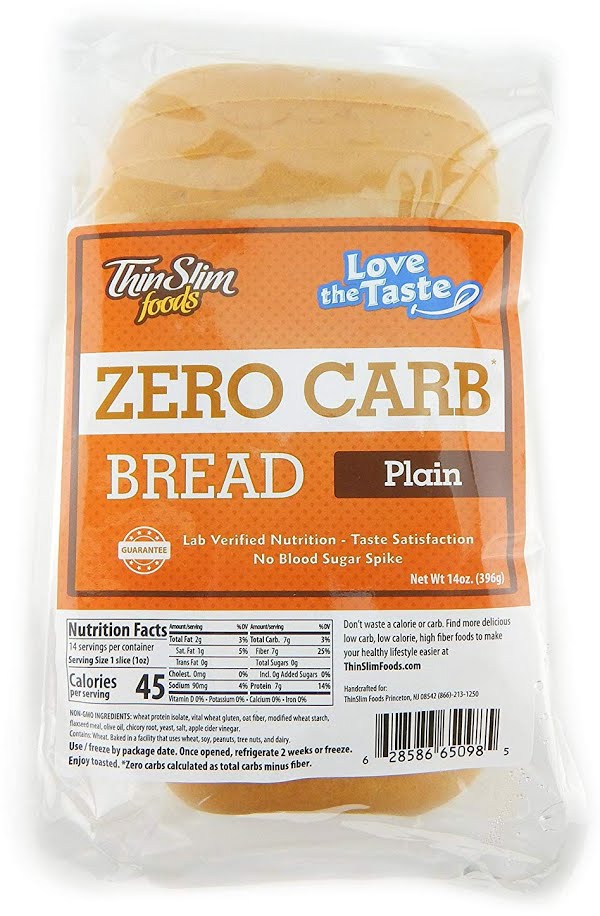 ThinSlim
foods
Love
the Taste
ZERO CARB*
BREAD
Plain
GUARANTEE
Lab Verified Nutrition - Taste Satisfaction
No Blood Sugar Spike
Net Wt 14oz. (396g)
Nutrition Facts
14 servings per container
Serving Size 1 slice (1oz)
Calories
per serving
45
Amount/serving %DV Amount/serving %DV
Total Fat 2g 3% Total Carb. 7g 3%
Sat. Fat 1g 5% Fiber 7g 25%
Trans Fat 0g Total Sugars 0g
Cholest. 0mg 0% Incl. 0g Added Sugars 0%
Sodium 90mg 4% Protein 7g 14%
Vitamin D 0% • Potassium 0% • Calcium 0% • Iron 0%
NON-GMO INGREDIENTS: wheat protein isolate, vital wheat gluten, oat fiber, modified wheat starch,
flaxseed meal, olive oil, chicory root, yeast, salt, apple cider vinegar.
Contains: Wheat. Baked in a facility that uses wheat, soy, peanuts, tree nuts, and dairy.
Use / freeze by package date. Once opened, refrigerate 2 weeks or freeze.
Enjoy toasted. *Zero carbs calculated as total carbs minus fiber.
Don't waste a calorie or carb. Find more delicious
low carb, low calorie, high fiber foods to make
your healthy lifestyle easier at
ThinSlimFoods.com
Handcrafted for:
ThinSlim Foods Princeton, NJ 08542 (866)-213-1250
6 28586 65098 5